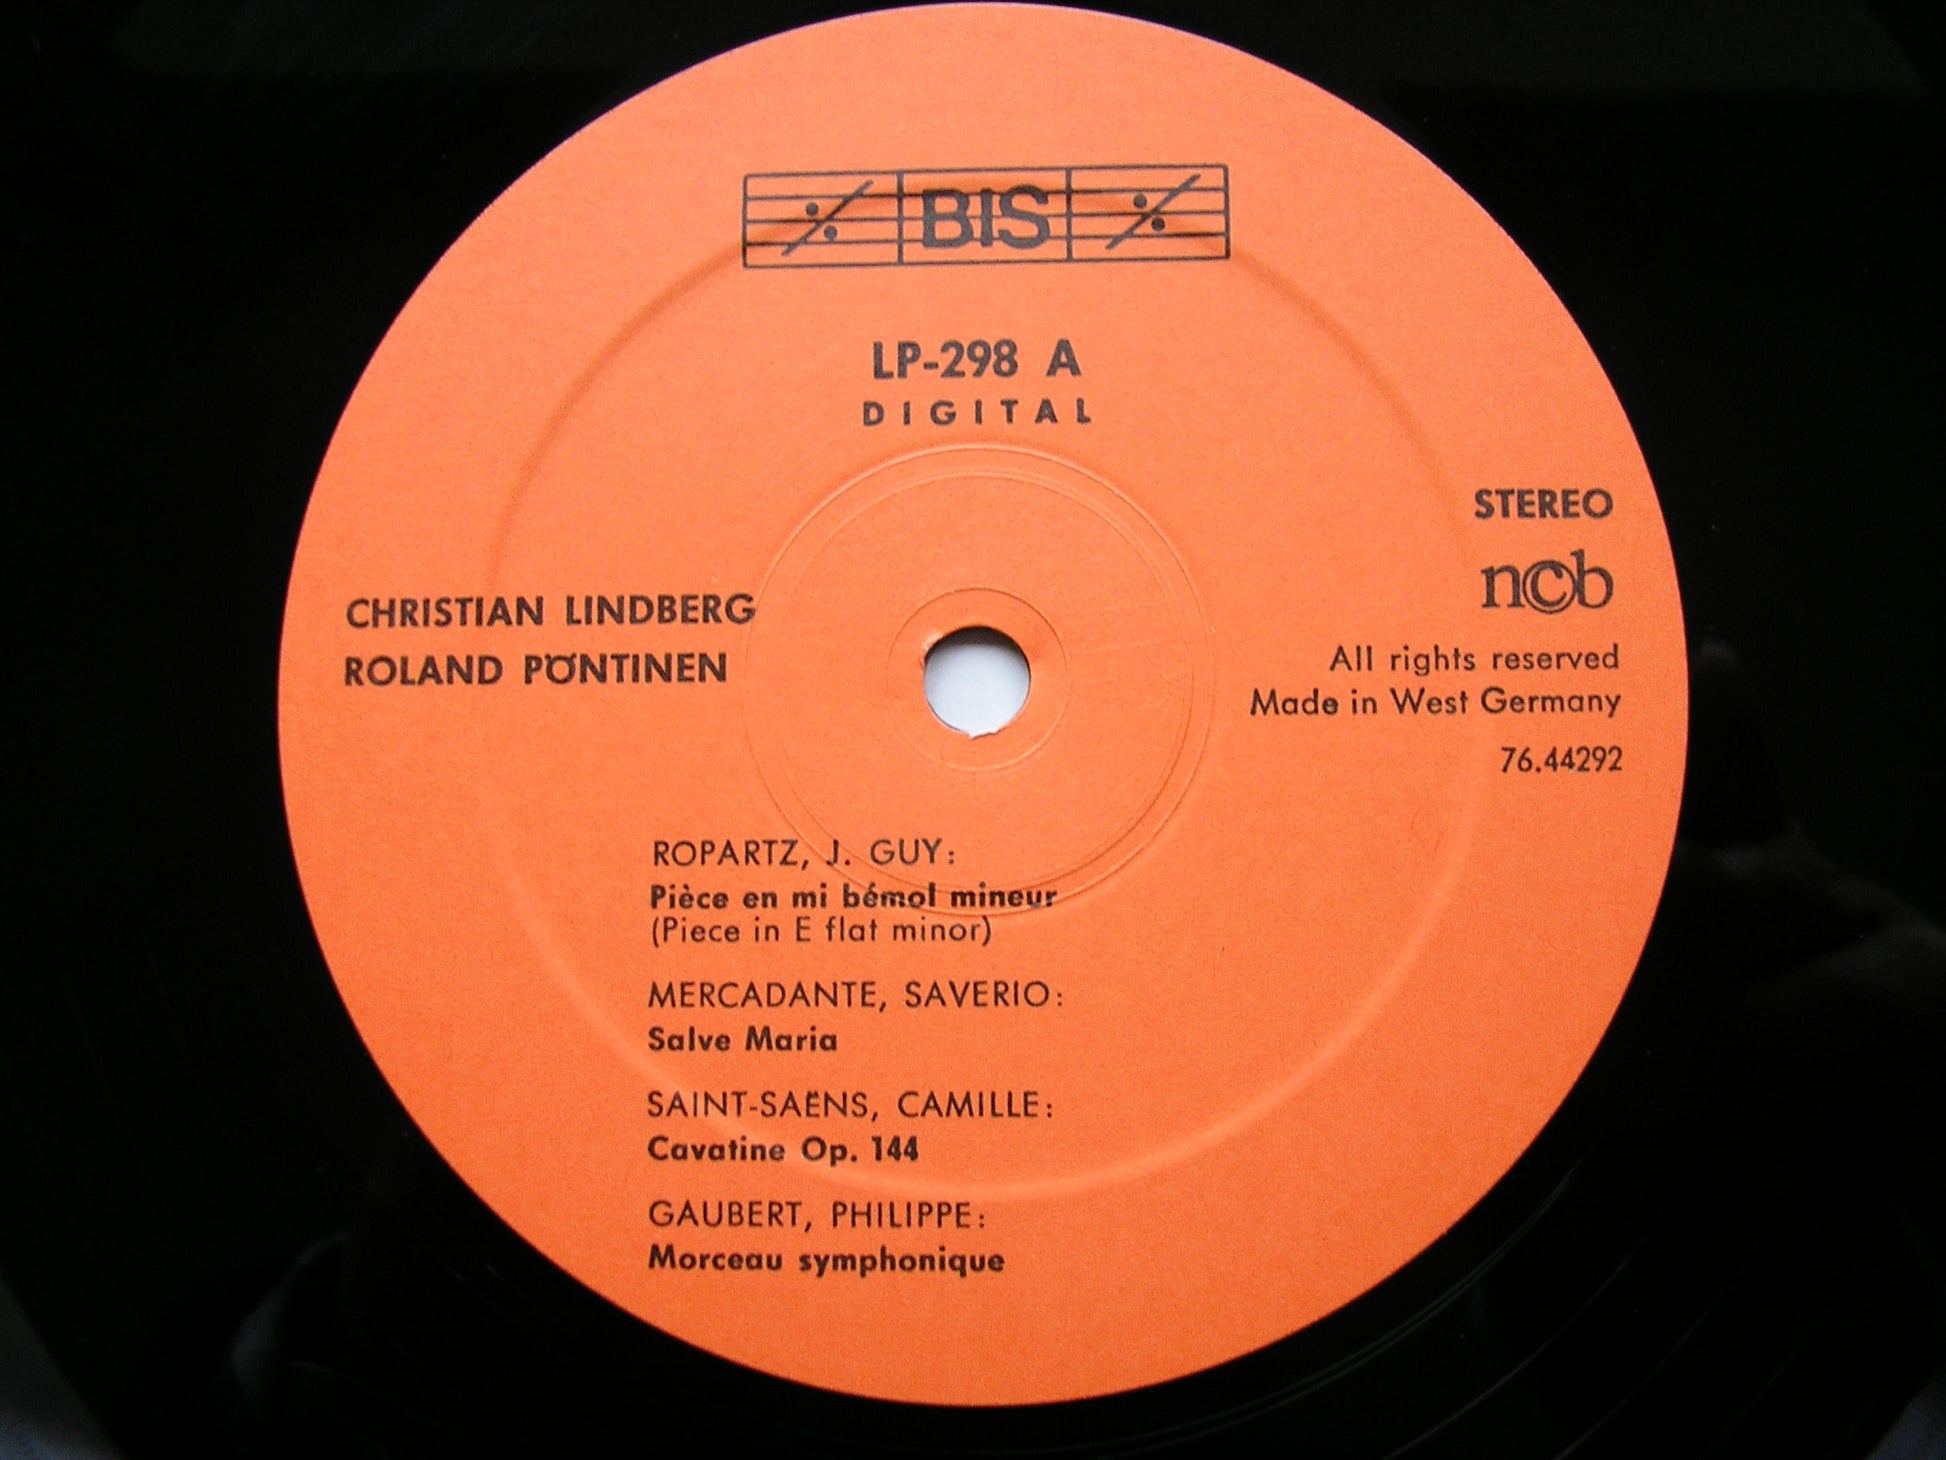 BIS
LP-298 A
DIGITAL
STEREO
ncb
All rights reserved
Made in West Germany
76.44292
CHRISTIAN LINDBERG
ROLAND PÖNTINEN
ROPARTZ, J. GUY:
Pièce en mi bémol mineur
(Piece in E flat minor)
MERCADANTE, SAVERIO:
Salve Maria
SAINT-SAËNS, CAMILLE:
Cavatine Op. 144
GAUBERT, PHILIPPE:
Morceau symphonique